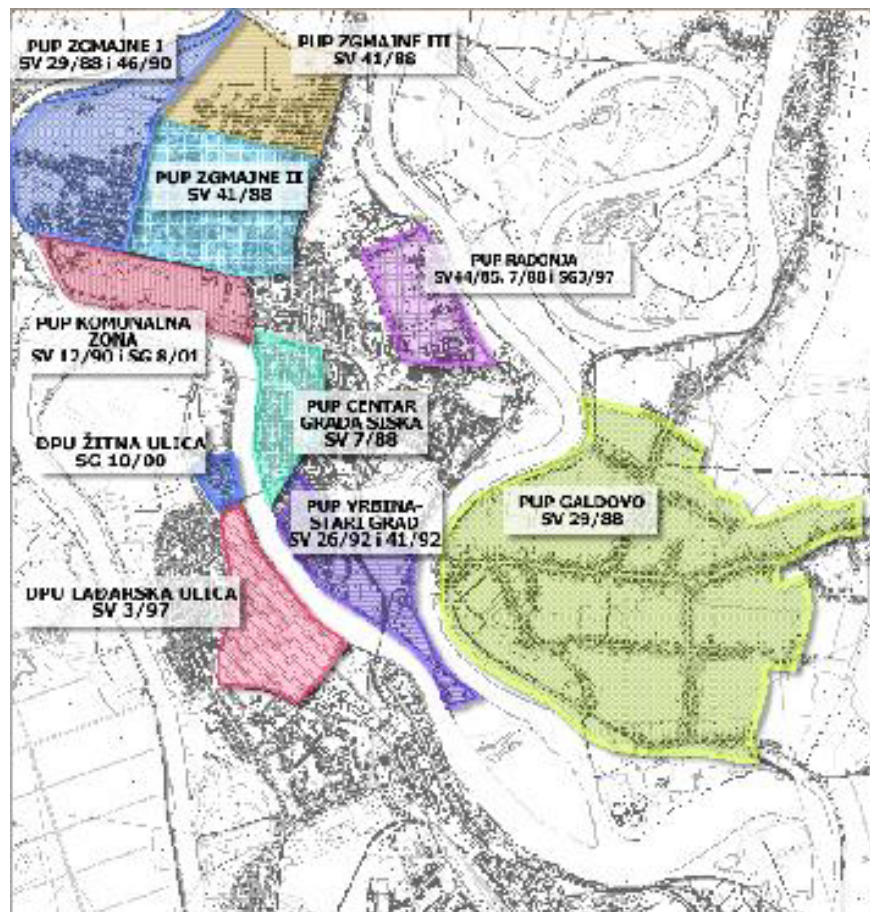 PUP ZGMAJNE I
SV 29/88 i 46/90
PUP ZGMAJNE III
SV 41/88
PUP ZGMAJNE II
SV 41/88
PUP RADONJA
SV44/85, 7/88 i SG3/97
PUP KOMUNALNA
ZONA
SV 12/90 i SG 8/01
PUP CENTAR
GRADA SISKA
SV 7/88
DPU ŽITNA ULICA
SG 10/00
PUP VRBINA-
STARI GRAD
SV 26/92 i 41/92
PUP GALDOVO
SV 29/88
DPU LAĐARSKA ULICA
SV 3/97